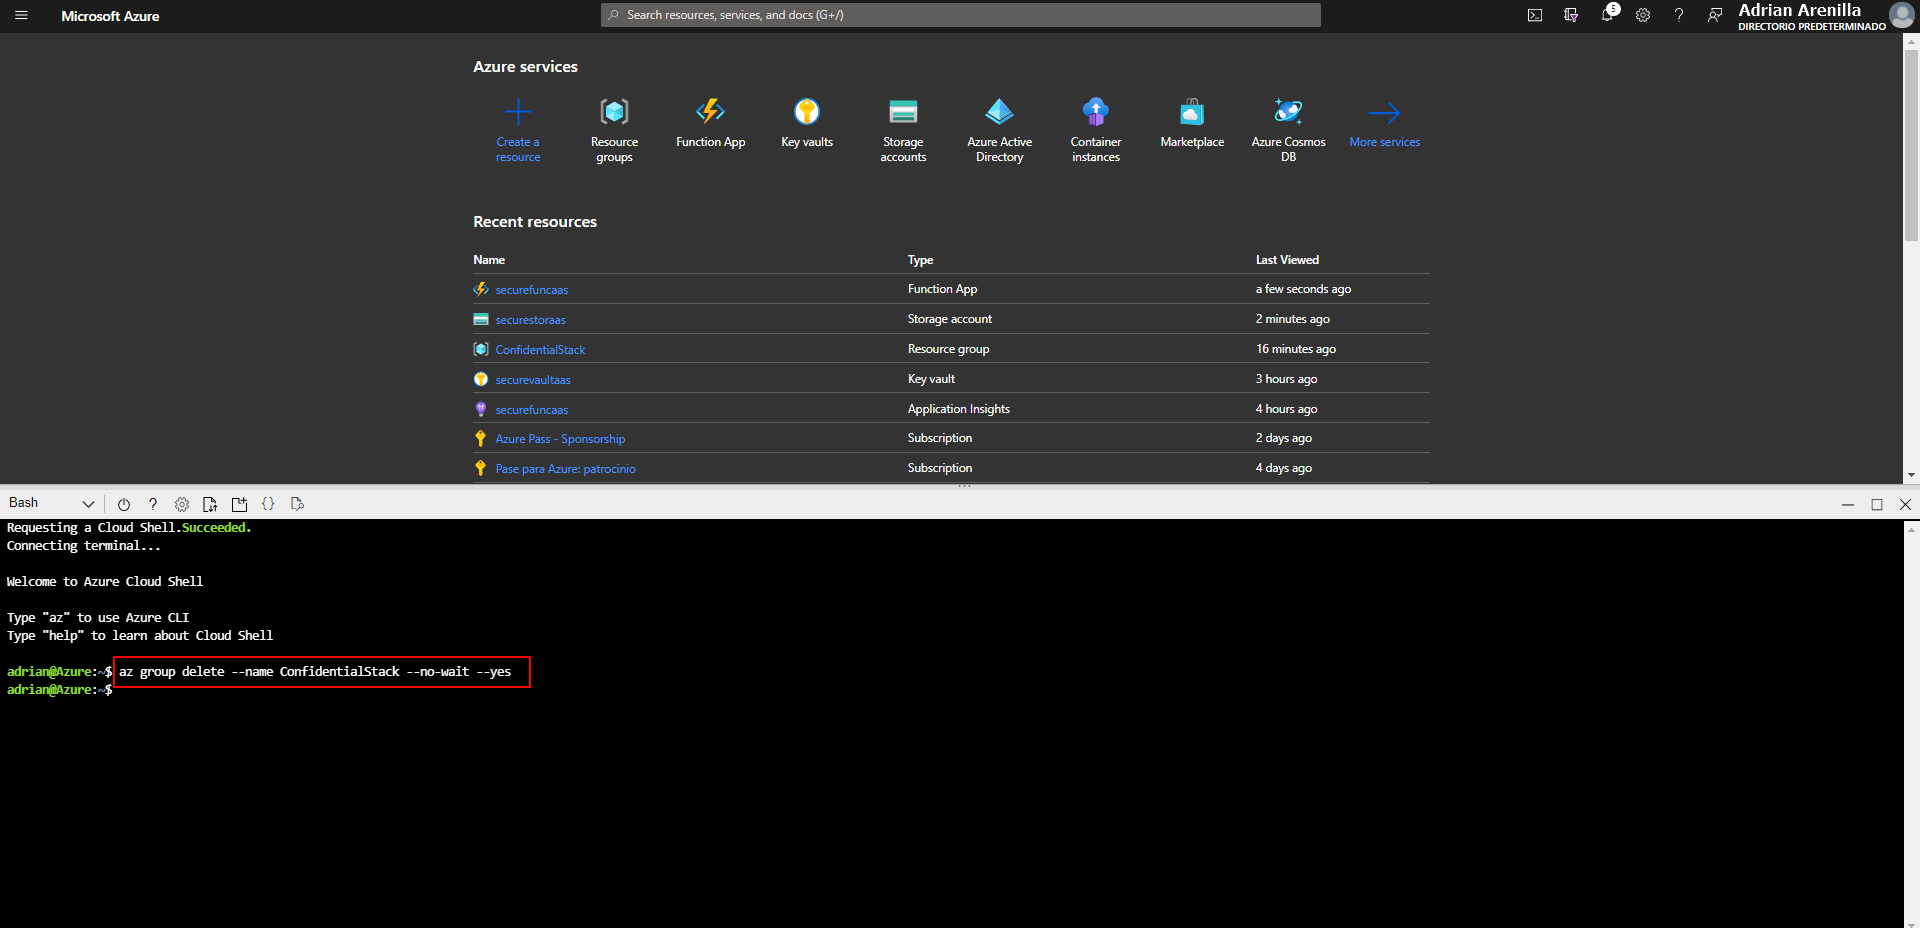 Microsoft Azure
Search resources, services, and docs (G+/)
5
Adrian Arenilla
DIRECTORIO PREDETERMINADO
Azure services
Create a resource
Resource groups
Function App
Key vaults
Storage accounts
Azure Active Directory
Container instances
Marketplace
Azure Cosmos DB
More services
Recent resources
Name Type Last Viewed
securefuncaas Function App a few seconds ago
securestoraas Storage account 2 minutes ago
ConfidentialStack Resource group 16 minutes ago
securevaultaas Key vault 3 hours ago
securefuncaas Application Insights 4 hours ago
Azure Pass - Sponsorship Subscription 2 days ago
Pase para Azure: patrocinio Subscription 4 days ago
Bash
Requesting a Cloud Shell.Succeeded.
Connecting terminal...
Welcome to Azure Cloud Shell
Type "az" to use Azure CLI
Type "help" to learn about Cloud Shell
adrian@Azure:~$ az group delete --name ConfidentialStack --no-wait --yes
adrian@Azure:~$